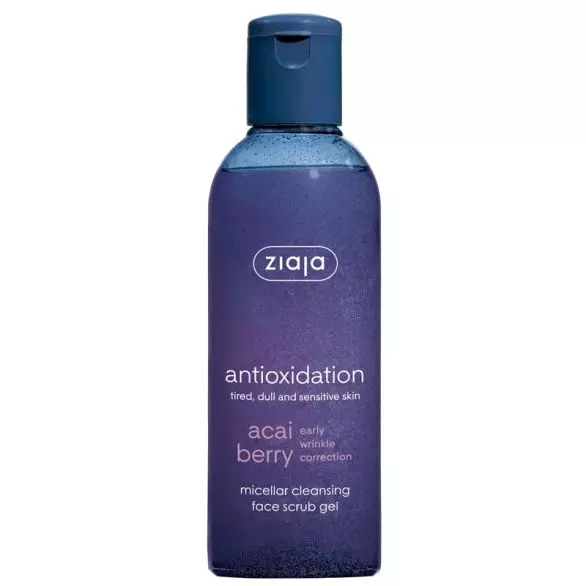 ziaja
antioxidation
tired, dull and sensitive skin
acai berry
early wrinkle correction
micellar cleansing
face scrub gel